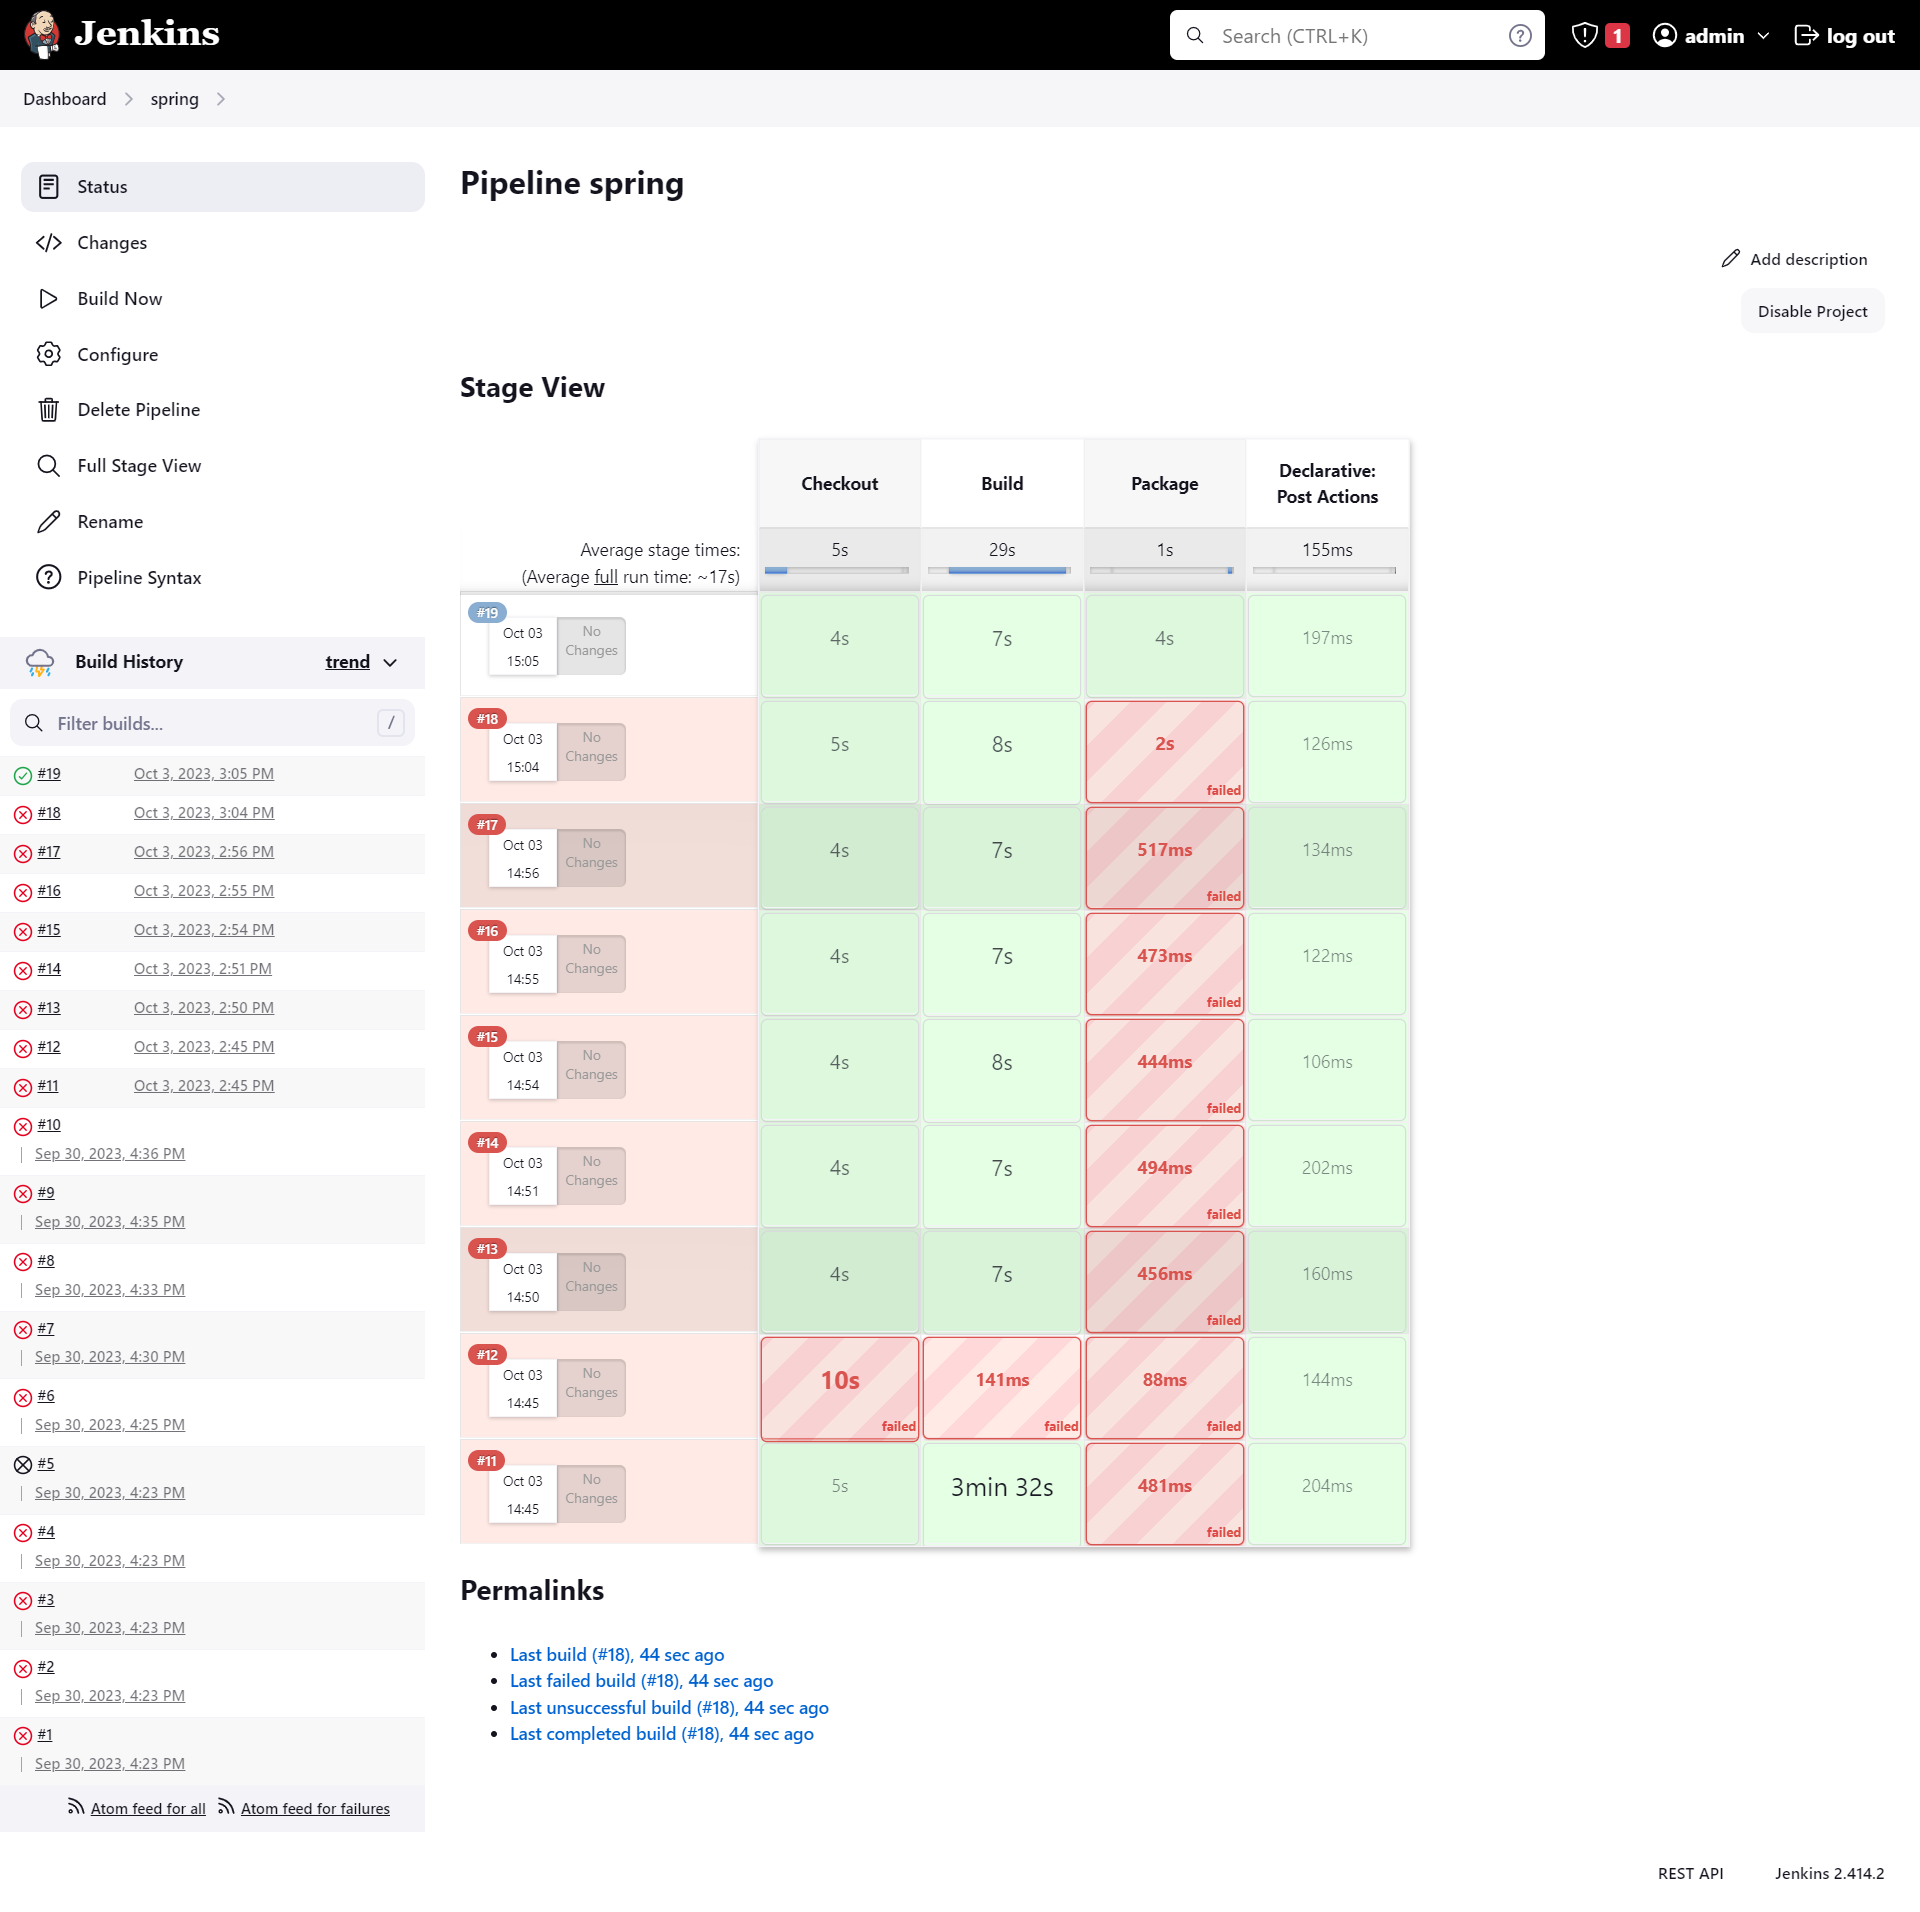 Jenkins
Search (CTRL+K)
?
1
admin
log out
Dashboard
spring
Status
Changes
Build Now
Configure
Delete Pipeline
Full Stage View
Rename
Pipeline Syntax
Build History
trend
Filter builds...
/
#19 Oct 3, 2023, 3:05 PM
#18 Oct 3, 2023, 3:04 PM
#17 Oct 3, 2023, 2:56 PM
#16 Oct 3, 2023, 2:55 PM
#15 Oct 3, 2023, 2:54 PM
#14 Oct 3, 2023, 2:51 PM
#13 Oct 3, 2023, 2:50 PM
#12 Oct 3, 2023, 2:45 PM
#11 Oct 3, 2023, 2:45 PM
#10
Sep 30, 2023, 4:36 PM
#9
Sep 30, 2023, 4:35 PM
#8
Sep 30, 2023, 4:33 PM
#7
Sep 30, 2023, 4:30 PM
#6
Sep 30, 2023, 4:25 PM
#5
Sep 30, 2023, 4:23 PM
#4
Sep 30, 2023, 4:23 PM
#3
Sep 30, 2023, 4:23 PM
#2
Sep 30, 2023, 4:23 PM
#1
Sep 30, 2023, 4:23 PM
Atom feed for all
Atom feed for failures
Pipeline spring
Add description
Disable Project
Stage View
Checkout Build Package Declarative:
Post Actions
Average stage times: 5s 29s 1s 155ms
(Average full run time: ~17s)
#19
Oct 03 No
15:05 Changes
4s 7s 4s 197ms
#18
Oct 03 No
15:04 Changes
5s 8s 2s 126ms
failed
#17
Oct 03 No
14:56 Changes
4s 7s 517ms 134ms
failed
#16
Oct 03 No
14:55 Changes
4s 7s 473ms 122ms
failed
#15
Oct 03 No
14:54 Changes
4s 8s 444ms 106ms
failed
#14
Oct 03 No
14:51 Changes
4s 7s 494ms 202ms
failed
#13
Oct 03 No
14:50 Changes
4s 7s 456ms 160ms
failed
#12
Oct 03 No
14:45 Changes
10s 141ms 88ms 144ms
failed failed failed
#11
Oct 03 No
14:45 Changes
5s 3min 32s 481ms 204ms
failed
Permalinks
Last build (#18), 44 sec ago
Last failed build (#18), 44 sec ago
Last unsuccessful build (#18), 44 sec ago
Last completed build (#18), 44 sec ago
REST API
Jenkins 2.414.2